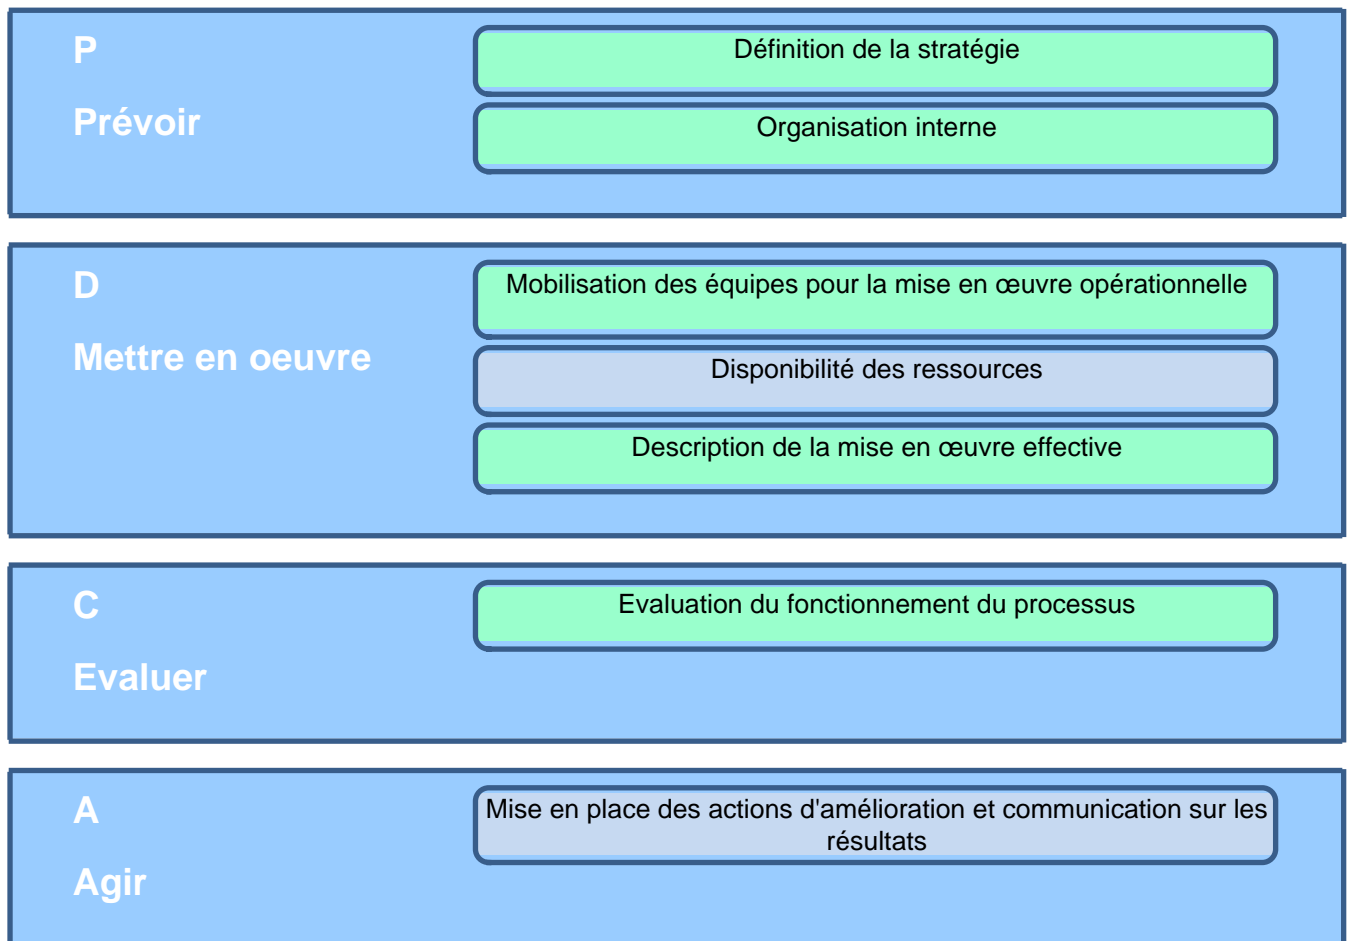 P
Définition de la stratégie
Prévoir
Organisation interne
D
Mobilisation des équipes pour la mise en œuvre opérationnelle
Mettre en oeuvre
Disponibilité des ressources
Description de la mise en œuvre effective
C
Evaluation du fonctionnement du processus
Evaluer
A
Mise en place des actions d'amélioration et communication sur les
résultats
Agir